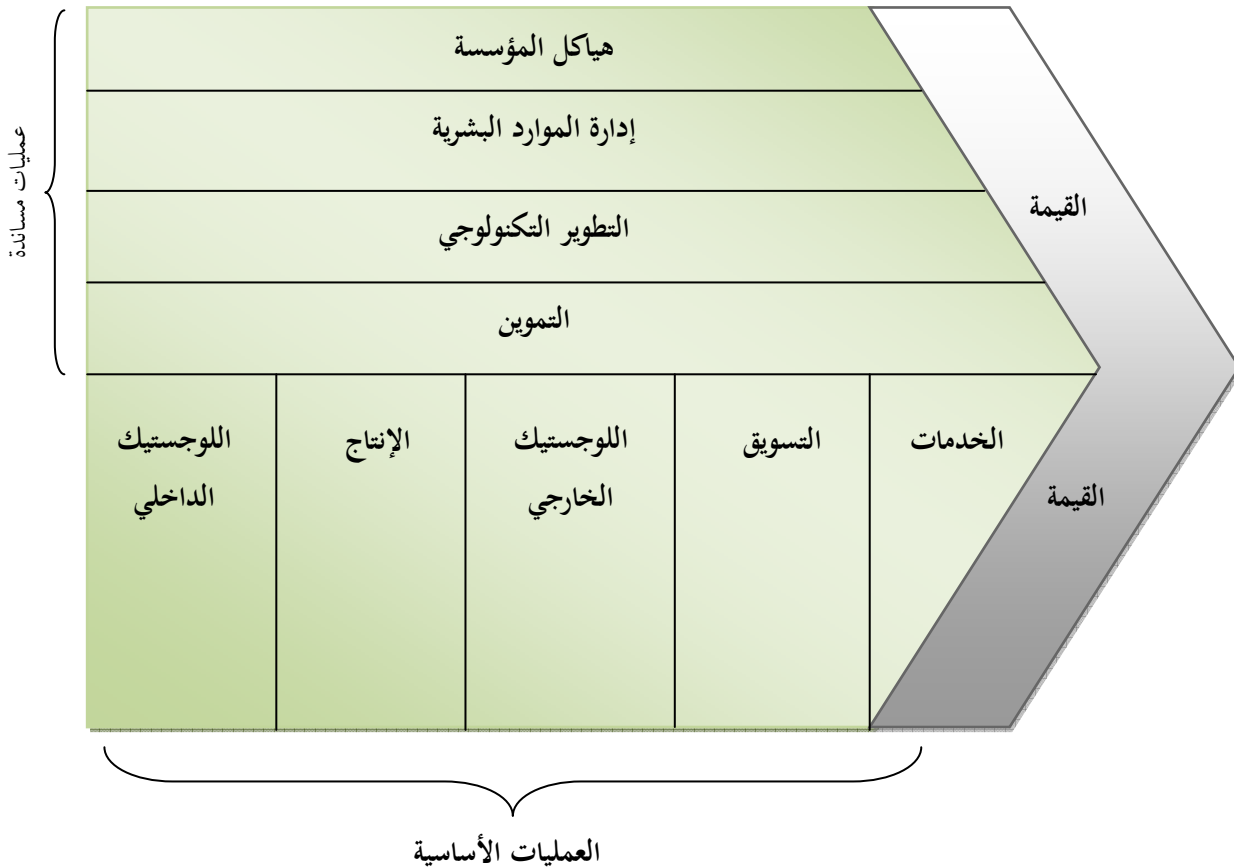 هياكل المؤسسة
إدارة الموارد البشرية
التطوير التكنولوجي
التموين
عمليات مساندة
القيمة
اللوجستيك
الداخلي
الإنتاج
اللوجستيك
الخارجي
التسويق
الخدمات
القيمة
العمليات الأساسية